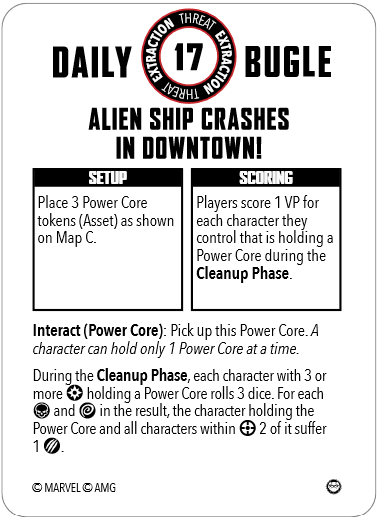 DAILY 17 BUGLE
THREAT EXTRACTION THREAT EXTRACTION
ALIEN SHIP CRASHES
IN DOWNTOWN!
SETUP
Place 3 Power Core
tokens (Asset) as shown
on Map C.
SCORING
Players score 1 VP for
each character they
control that is holding a
Power Core during the
Cleanup Phase.
Interact (Power Core): Pick up this Power Core. A
character can hold only 1 Power Core at a time.
During the Cleanup Phase, each character with 3 or
more holding a Power Core rolls 3 dice. For each
and in the result, the character holding the
Power Core and all characters within 2 of it suffer
1 .
© MARVEL © AMG